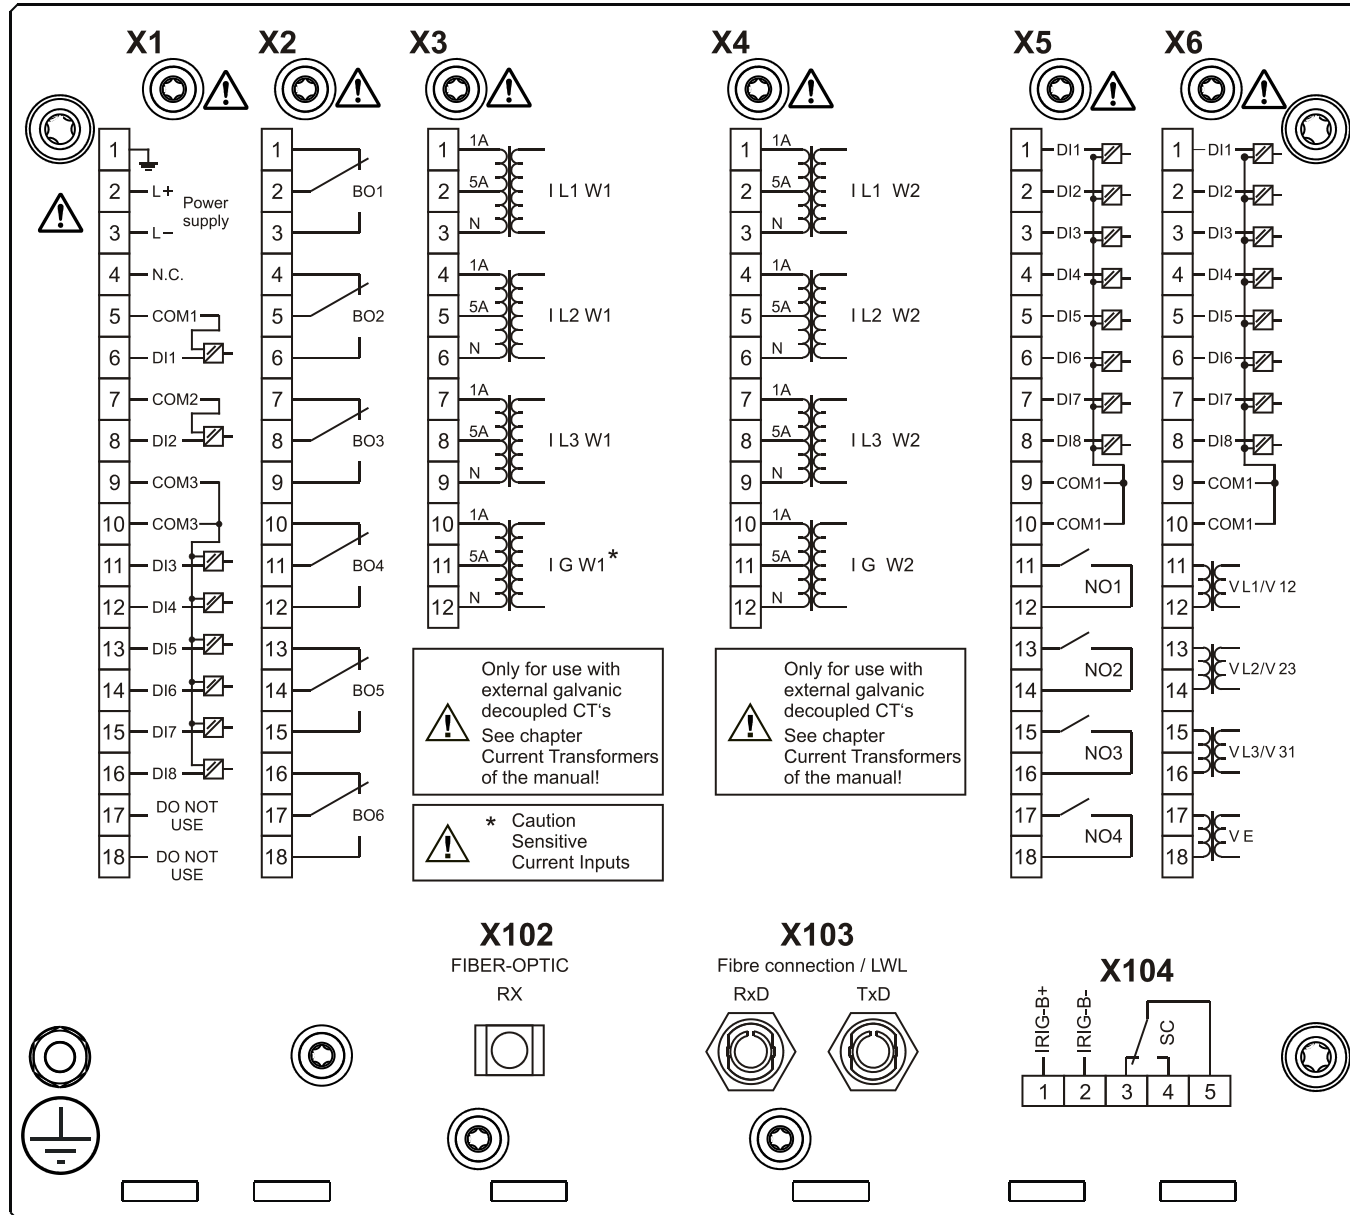 X1 X2 X3 X4 X5 X6
1
2 L+ Power
supply
3 L−
4 N.C.
5 COM1
6 DI1
7 COM2
8 DI2
9 COM3
10 COM3
11 DI3
12 DI4
13 DI5
14 DI6
15 DI7
16 DI8
17 DO NOT
USE
18 DO NOT
USE
1
2 BO1
3
4
5 BO2
6
7
8 BO3
9
10
11 BO4
12
13
14 BO5
15
16
17 BO6
18
1 1A
2 5A I L1 W1
3 N
4 1A
5 5A I L2 W1
6 N
7 1A
8 5A I L3 W1
9 N
10 1A
11 5A I G W1*
12 N
Only for use with
external galvanic
decoupled CT‘s
See chapter
Current Transformers
of the manual!
* Caution
Sensitive
Current Inputs
1 1A
2 5A I L1 W2
3 N
4 1A
5 5A I L2 W2
6 N
7 1A
8 5A I L3 W2
9 N
10 1A
11 5A I G W2
12 N
Only for use with
external galvanic
decoupled CT‘s
See chapter
Current Transformers
of the manual!
1 DI1
2 DI2
3 DI3
4 DI4
5 DI5
6 DI6
7 DI7
8 DI8
9 COM1
10 COM1
11
NO1
12
13
NO2
14
15
NO3
16
17
NO4
18
1 DI1
2 DI2
3 DI3
4 DI4
5 DI5
6 DI6
7 DI7
8 DI8
9 COM1
10 COM1
11
V L1/V 12
12
13
V L2/V 23
14
15
V L3/V 31
16
17
V E
18
X102
FIBER-OPTIC
RX
X103
Fibre connection / LWL
RxD TxD
X104
IRIG-B+
IRIG-B-
SC
1 2 3 4 5